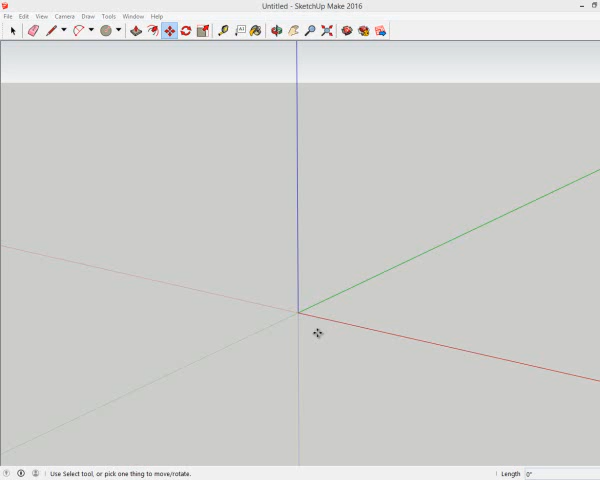 Untitled - SketchUp Make 2016
File Edit View Camera Draw Tools Window Help
A1
Use Select tool, or pick one thing to move/rotate.
Length 0"